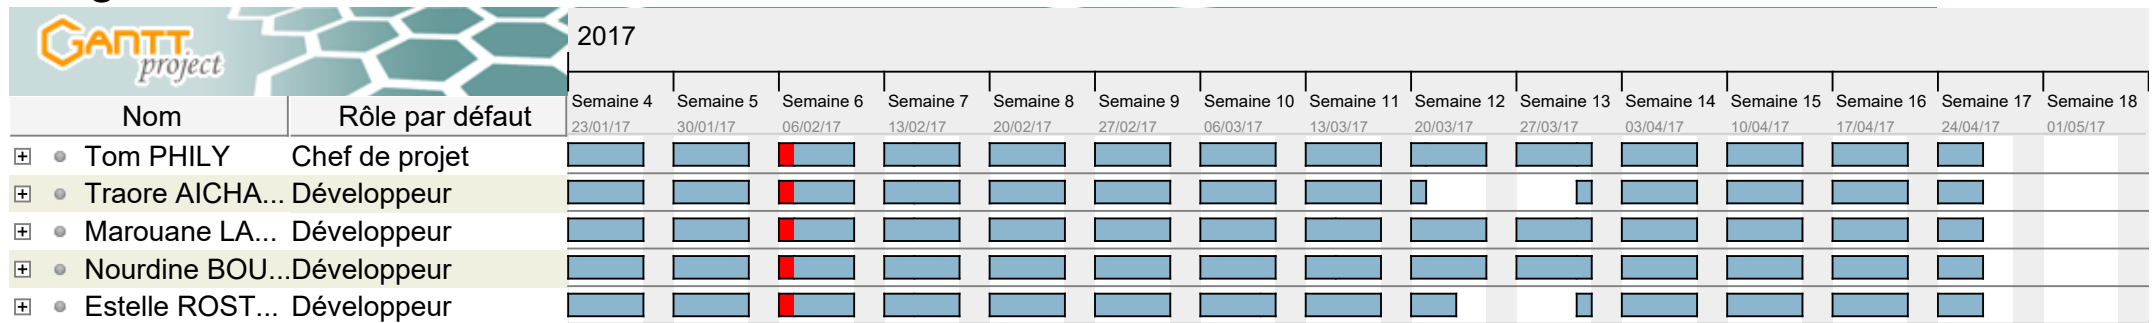 GANTT
project
2017
Nom Rôle par défaut
Semaine 4 Semaine 5 Semaine 6 Semaine 7 Semaine 8 Semaine 9 Semaine 10 Semaine 11 Semaine 12 Semaine 13 Semaine 14 Semaine 15 Semaine 16 Semaine 17 Semaine 18
23/01/17 30/01/17 06/02/17 13/02/17 20/02/17 27/02/17 06/03/17 13/03/17 20/03/17 27/03/17 03/04/17 10/04/17 17/04/17 24/04/17 01/05/17
Tom PHILY Chef de projet
Traore AICHA... Développeur
Marouane LA... Développeur
Nourdine BOU... Développeur
Estelle ROST... Développeur